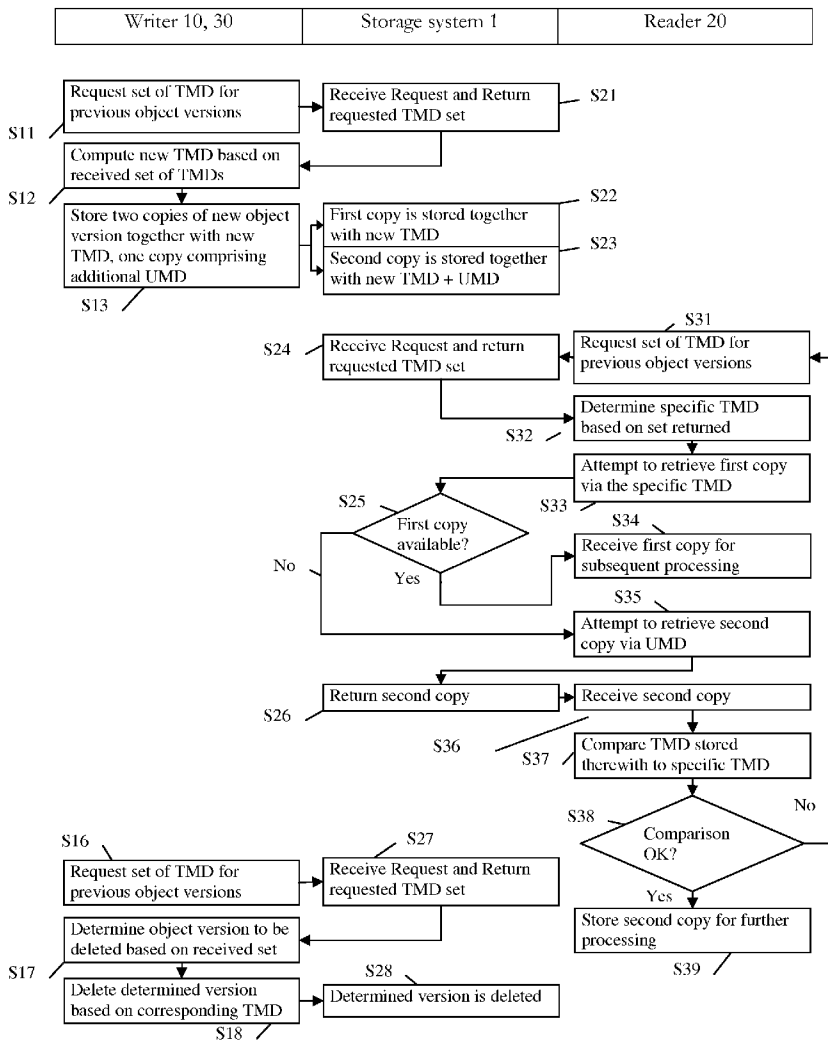 Writer 10, 30
Storage system 1
Reader 20
Request set of TMD for
previous object versions
S11
Receive Request and Return
requested TMD set
S21
Compute new TMD based on
received set of TMDs
S12
Store two copies of new object
version together with new
TMD, one copy comprising
additional UMD
S13
First copy is stored together
with new TMD
S22
Second copy is stored together
with new TMD + UMD
S23
S31
S24
Receive Request and return
requested TMD set
Request set of TMD for
previous object versions
Determine specific TMD
based on set returned
S32
Attempt to retrieve first copy
via the specific TMD
S33
S25
First copy
available?
No
Yes
S34
Receive first copy for
subsequent processing
S35
Attempt to retrieve second
copy via UMD
Return second copy
S26
Receive second copy
S36
Compare TMD stored
therewith to specific TMD
S37
S38
Comparison
OK?
No
Yes
Store second copy for further
processing
S39
S16
Request set of TMD for
previous object versions
S27
Receive Request and Return
requested TMD set
Determine object version to be
deleted based on received set
S17
Delete determined version
based on corresponding TMD
S18
S28
Determined version is deleted